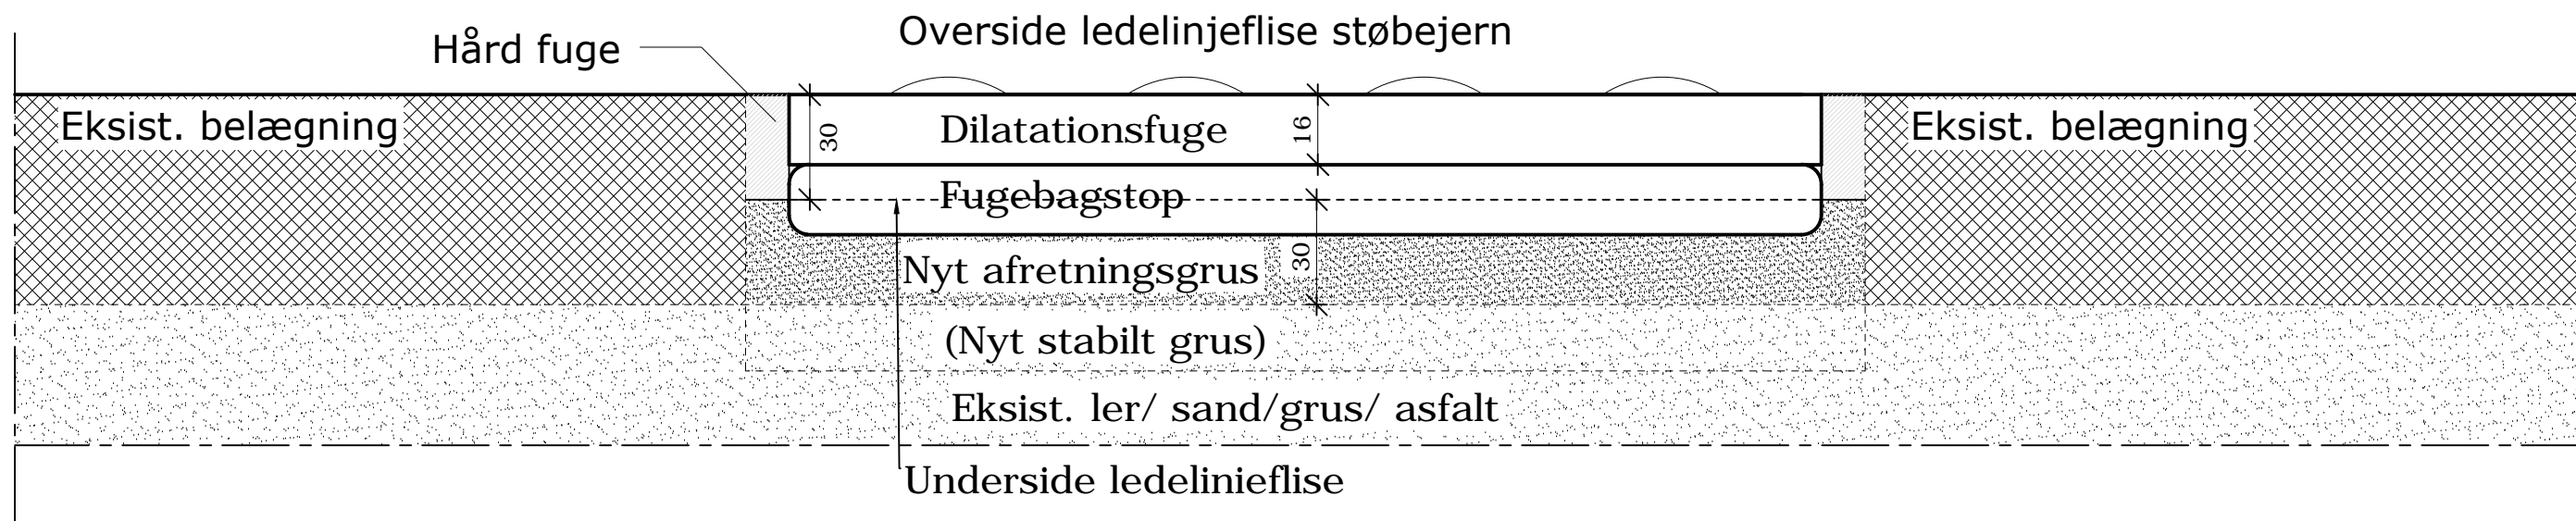 Overside ledelinjeflise støbejern
Hård fuge
Eksist. belægning
30
Dilatationsfuge
16
Eksist. belægning
Fugebagstop
Nyt afretningsgrus
30
(Nyt stabilt grus)
Eksist. ler/ sand/grus/ asfalt
Underside ledelinieflise